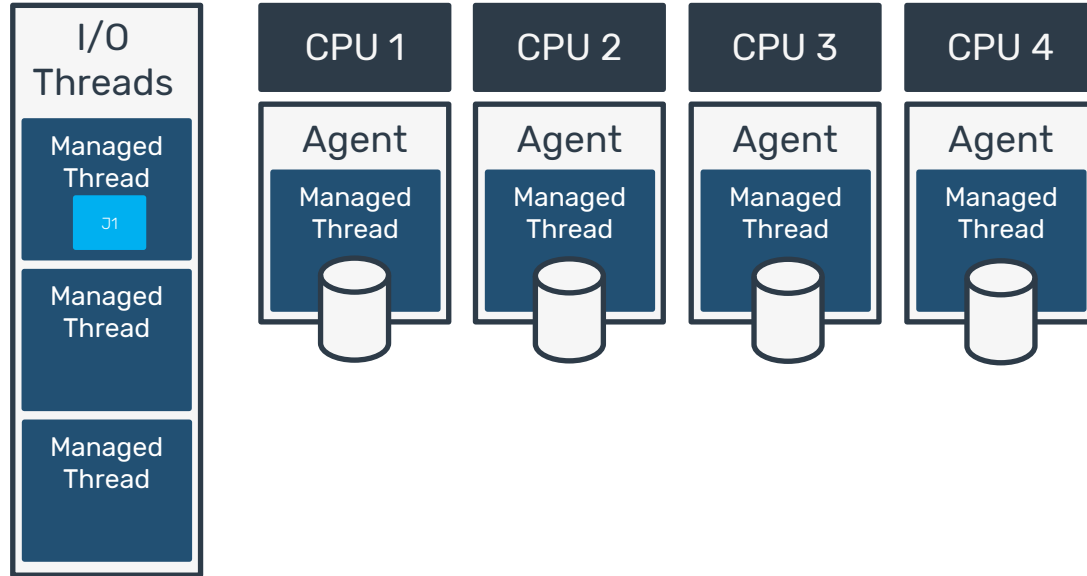 I/O
Threads
Managed
Thread
J1
Managed
Thread
Managed
Thread
CPU 1
Agent
Managed
Thread
CPU 2
Agent
Managed
Thread
CPU 3
Agent
Managed
Thread
CPU 4
Agent
Managed
Thread